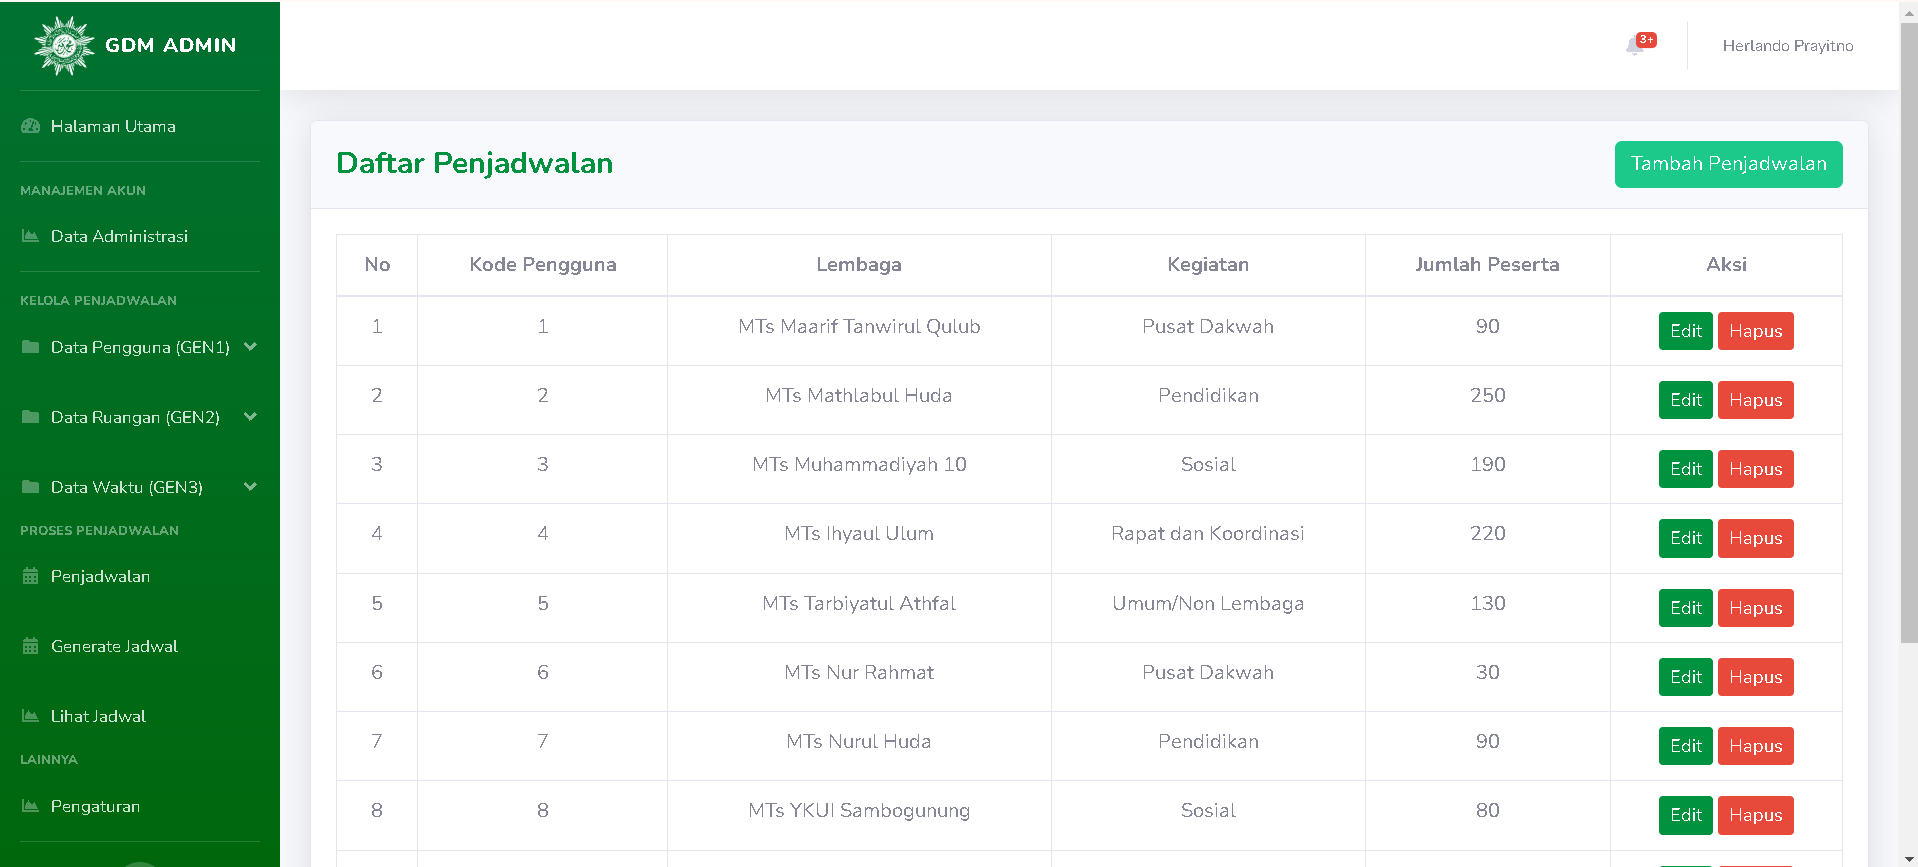 GDM ADMIN
Halaman Utama
MANAJEMEN AKUN
Data Administrasi
KELOLA PENJADWALAN
Data Pengguna (GEN1)
Data Ruangan (GEN2)
Data Waktu (GEN3)
PROSES PENJADWALAN
Penjadwalan
Generate Jadwal
Lihat Jadwal
LAINNYA
Pengaturan
3+ Herlando Prayitno
Daftar Penjadwalan Tambah Penjadwalan
No Kode Pengguna Lembaga Kegiatan Jumlah Peserta Aksi
1 1 MTs Maarif Tanwirul Qulub Pusat Dakwah 90 Edit Hapus
2 2 MTs Mathlabul Huda Pendidikan 250 Edit Hapus
3 3 MTs Muhammadiyah 10 Sosial 190 Edit Hapus
4 4 MTs Ihyaul Ulum Rapat dan Koordinasi 220 Edit Hapus
5 5 MTs Tarbiyatul Athfal Umum/Non Lembaga 130 Edit Hapus
6 6 MTs Nur Rahmat Pusat Dakwah 30 Edit Hapus
7 7 MTs Nurul Huda Pendidikan 90 Edit Hapus
8 8 MTs YKUI Sambogunung Sosial 80 Edit Hapus